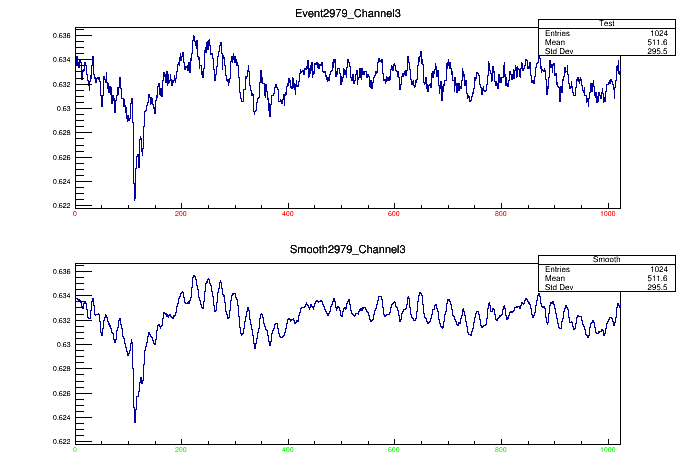 Event2979_Channel3
Test
Entries 1024
Mean 511.6
Std Dev 295.5
0.636
0.634
0.632
0.63
0.628
0.626
0.624
0.622
0 200 400 600 800 1000
Smooth2979_Channel3
Smooth
Entries 1024
Mean 511.6
Std Dev 295.5
0.636
0.634
0.632
0.63
0.628
0.626
0.624
0.622
0 200 400 600 800 1000